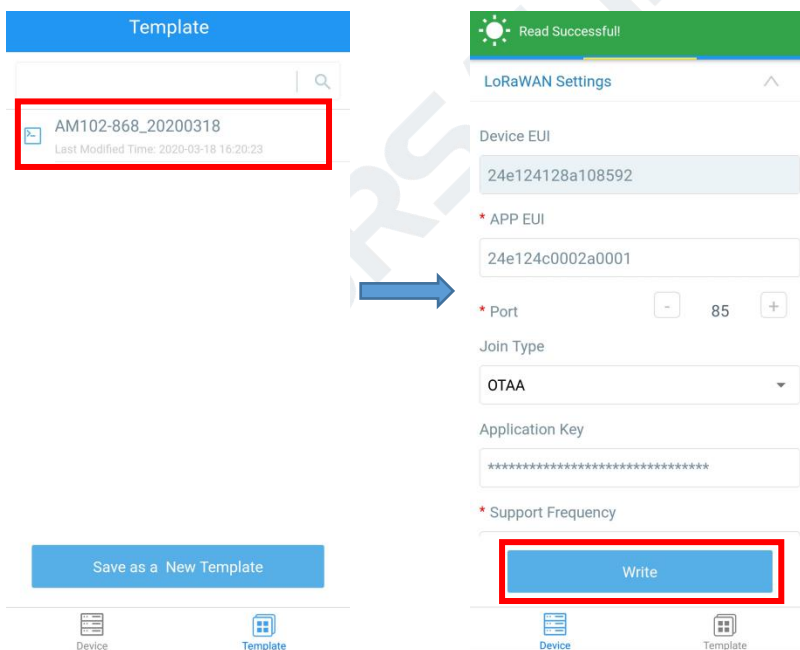 Template
AM102-868_20200318
Last Modified Time: 2020-03-18 16:20:23
Save as a New Template
Device
Template
Read Successful!
LoRaWAN Settings
Device EUI
24e124128a108592
* APP EUI
24e124c0002a0001
* Port - 85 +
Join Type
OTAA
Application Key
********************************
* Support Frequency
Write
Device
Template